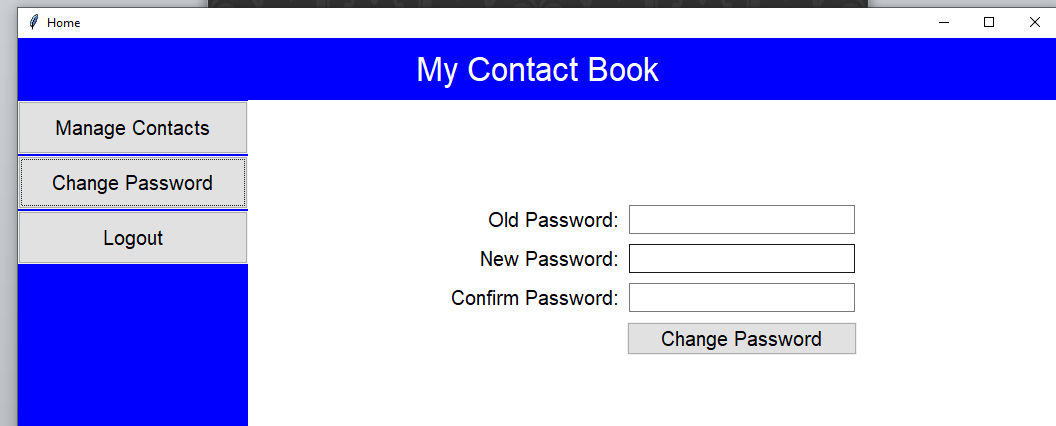 Home
My Contact Book
Manage Contacts
Change Password
Logout
Old Password:
New Password:
Confirm Password:
Change Password